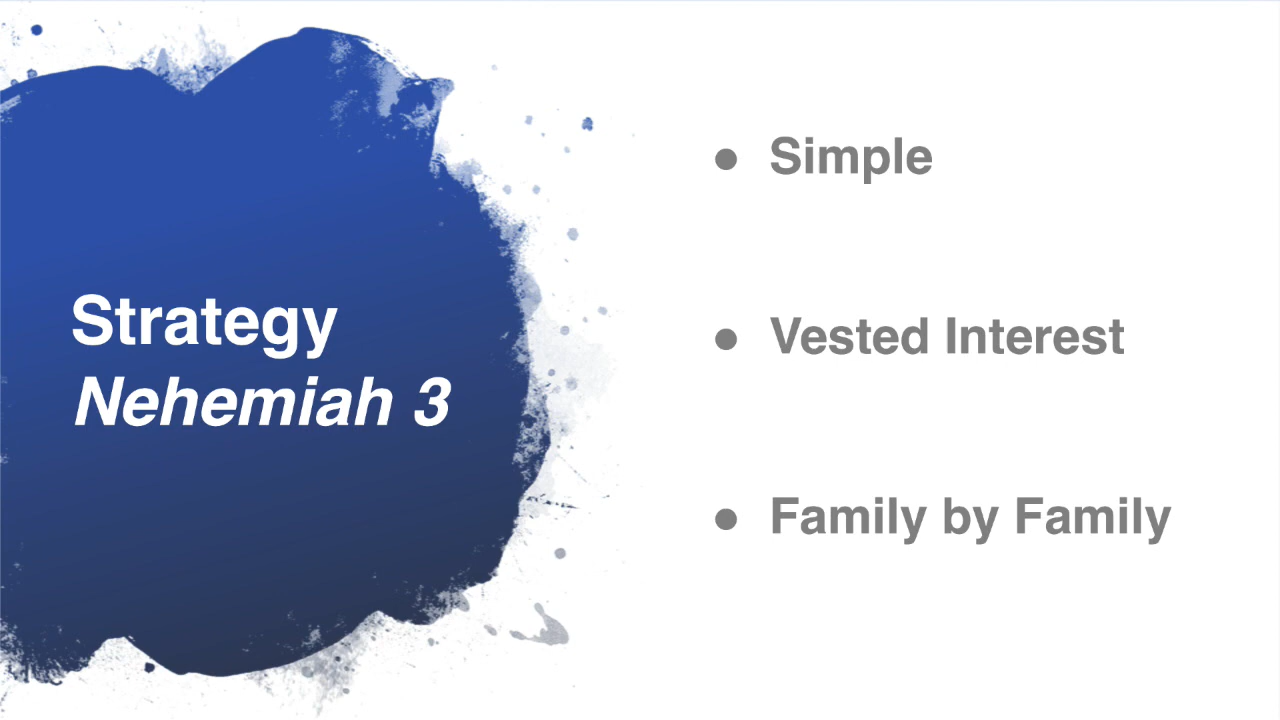 Strategy
Nehemiah 3
● Simple
● Vested Interest
● Family by Family